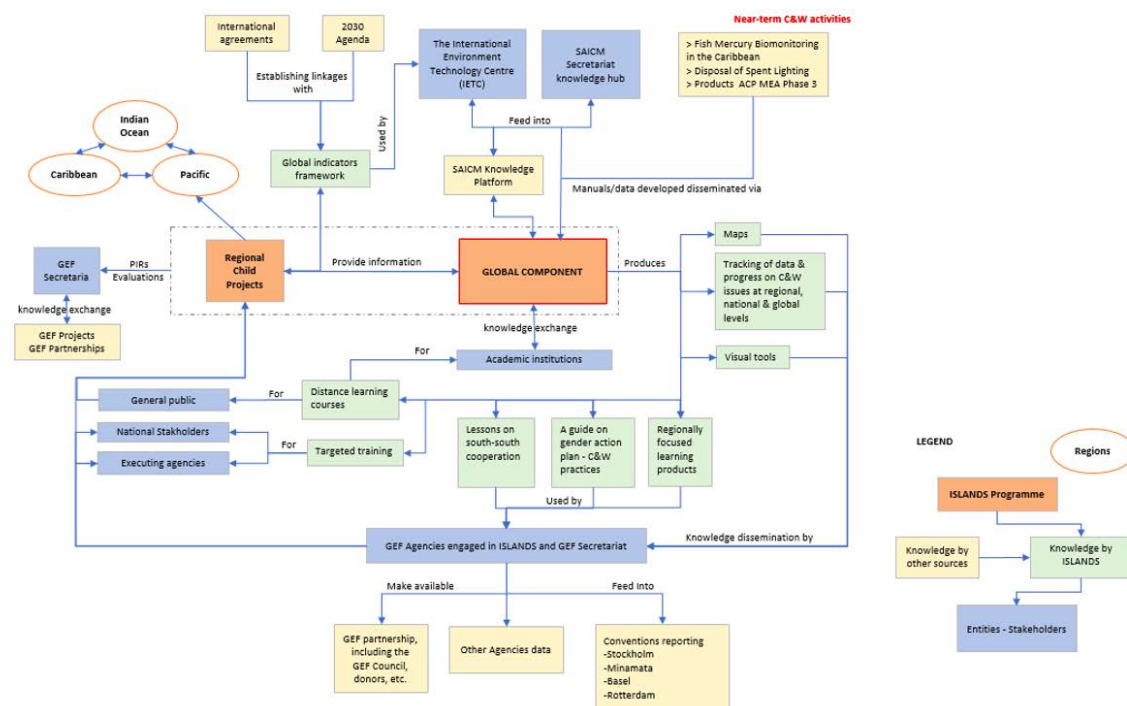 Near-term C&W activities
International
agreements
2030
Agenda
The International
Environment
Technology Centre
(IETC)
SAICM
Secretariat
knowledge hub
> Fish Mercury Biomonitoring
in the Caribbean
> Disposal of Spent Lighting
> Products ACP MEA Phase 3
Establishing linkages
with
Used by
Feed into
Indian
Ocean
Caribbean
Pacific
Global indicators
framework
SAICM Knowledge
Platform
Manuals/data developed disseminated via
GEF
Secretaria
PIRs
Evaluations
Regional
Child
Projects
Provide information
GLOBAL COMPONENT
Produces
Maps
Tracking of data &
progress on C&W
issues at regional,
national & global
levels
knowledge exchange
GEF Projects
GEF Partnerships
knowledge exchange
For
Academic institutions
Visual tools
General public
For
Distance learning
courses
National Stakholders
For
Targeted training
Executing agencies
Lessons on
south-south
cooperation
A guide on
gender action
plan - C&W
practices
Regionally
focused
learning
products
Used by
GEF Agencies engaged in ISLANDS and GEF Secretariat
Knowledge dissemination by
Make available
Feed Into
GEF partnership,
including the
GEF Council,
donors, etc.
Other Agencies data
Conventions reporting
-Stockholm
-Minamata
-Basel
-Rotterdam
LEGEND
Regions
ISLANDS Programme
Knowledge by
other sources
Knowledge by
ISLANDS
Entities - Stakeholders